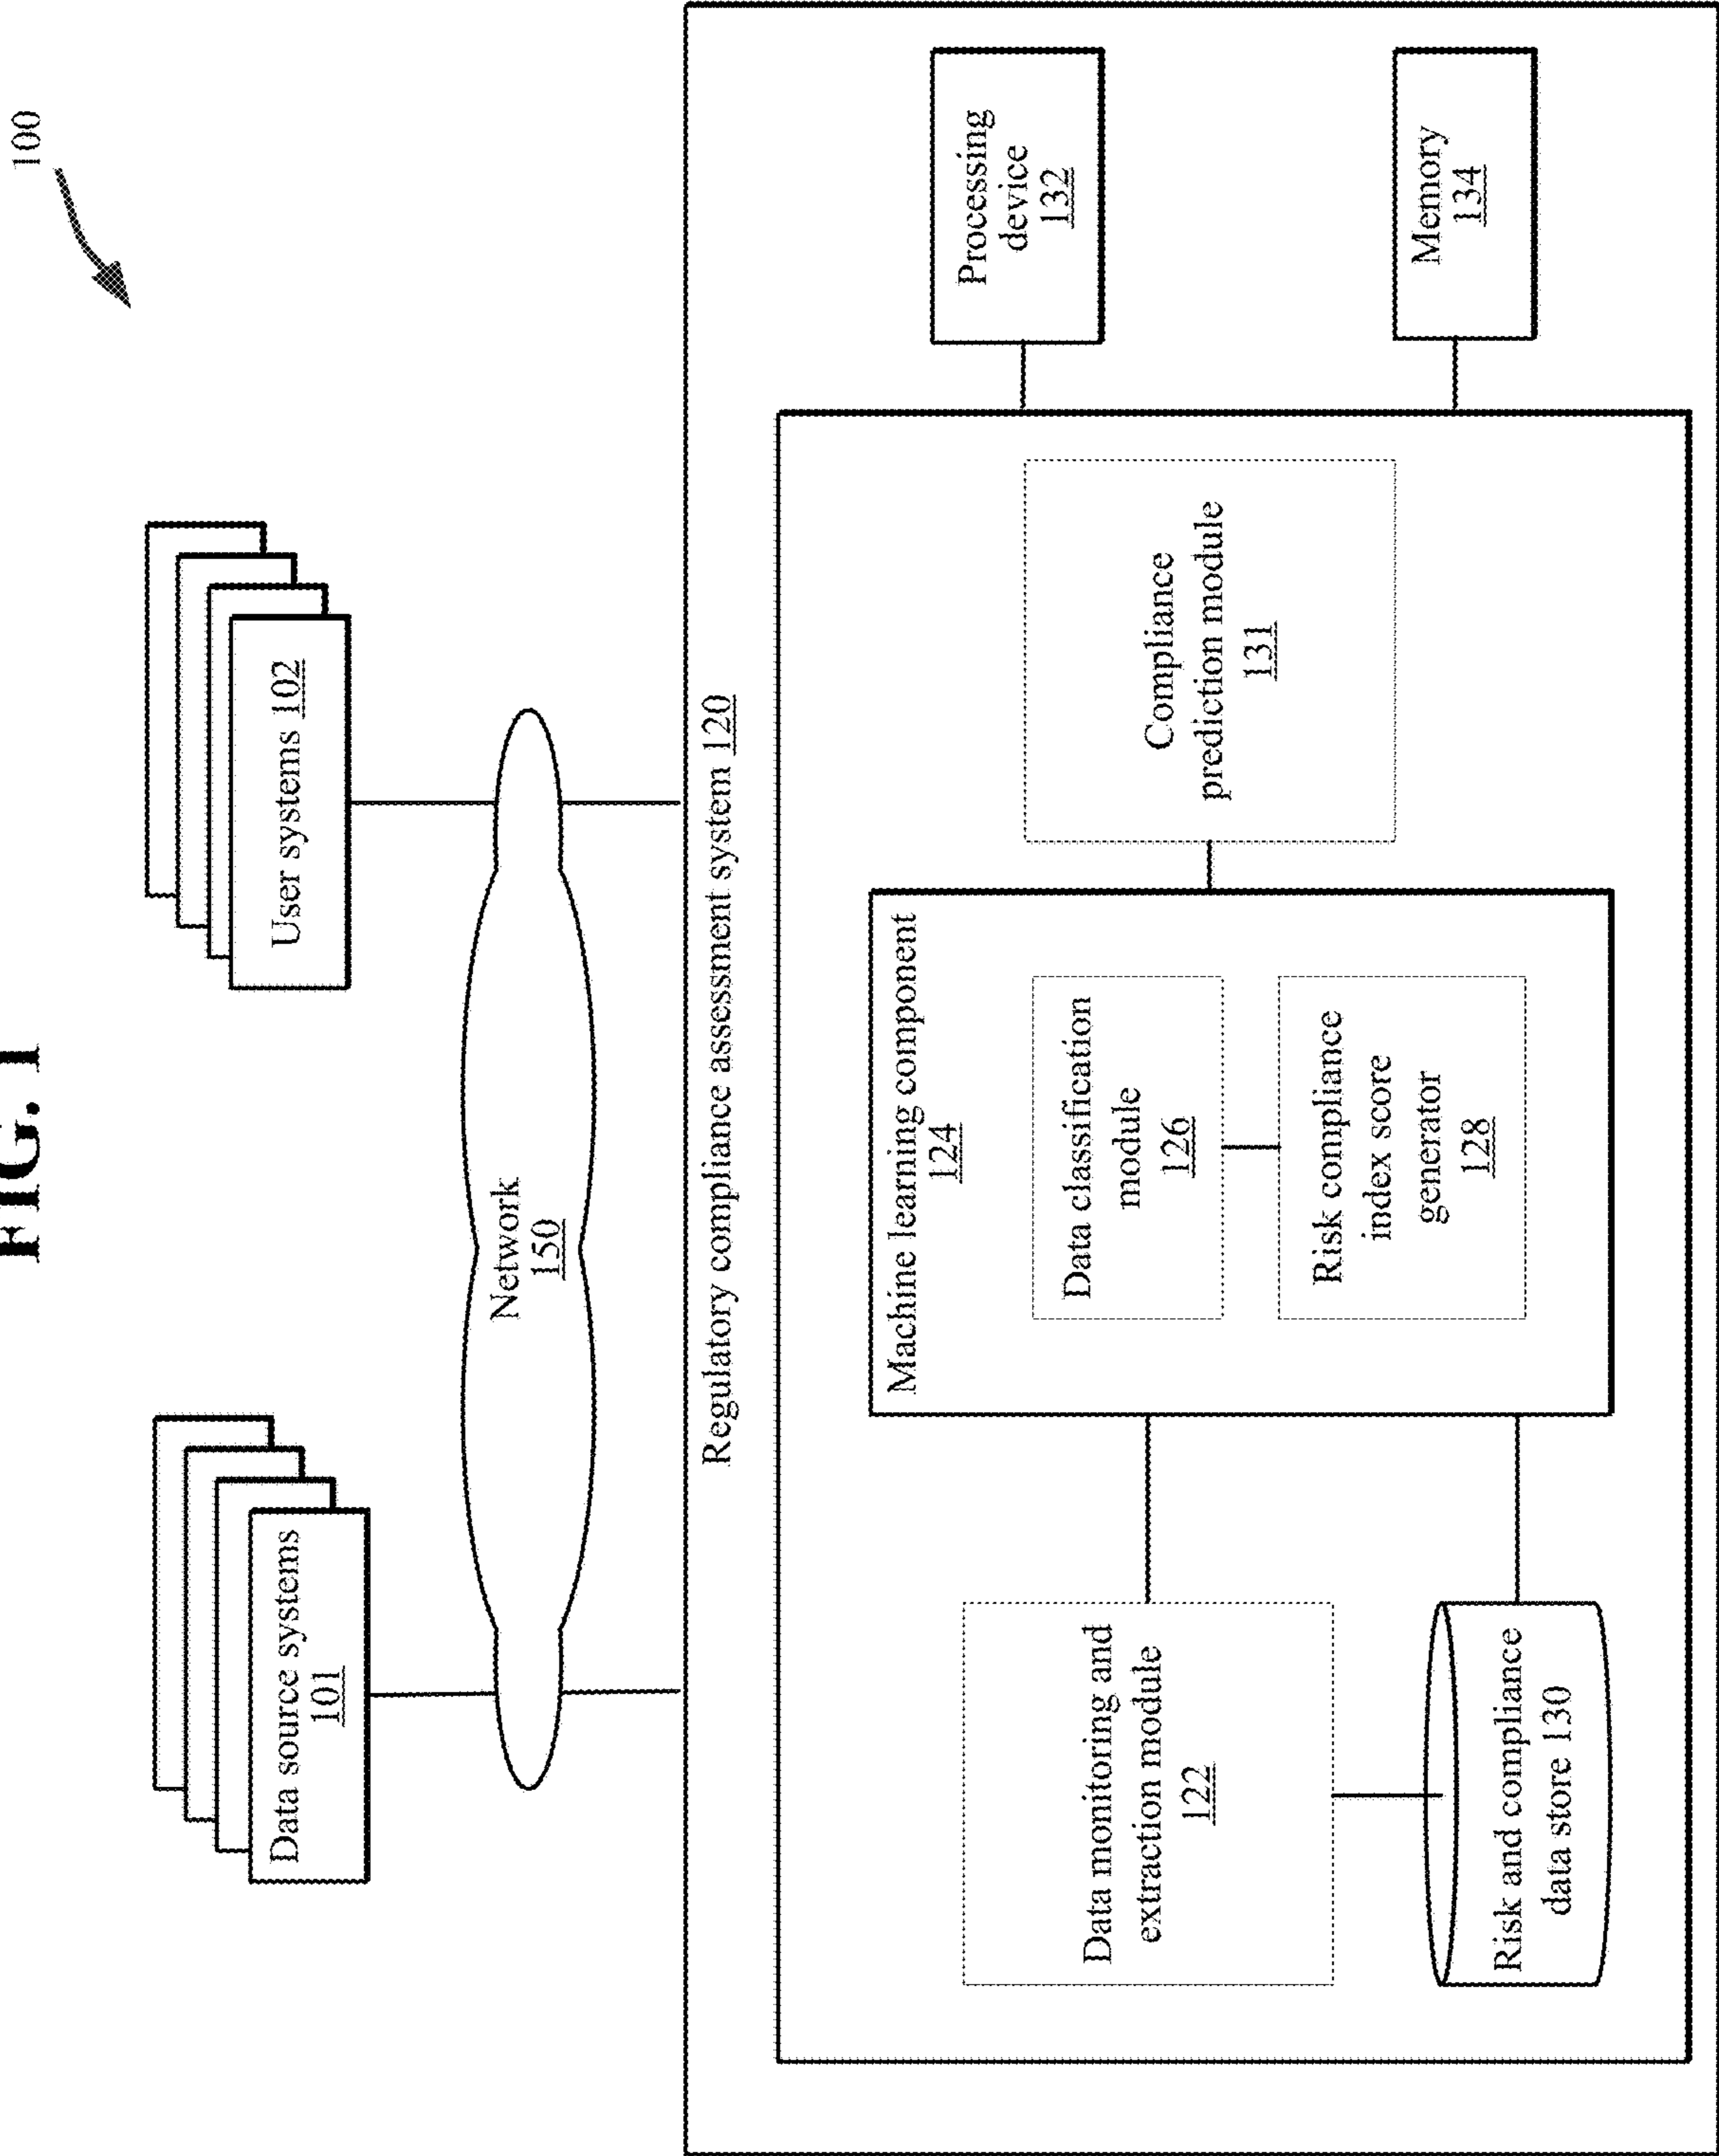 FIG. 1
100
Data source systems
101
User systems 102
Network
150
Regulatory compliance assessment system 120
Data monitoring and
extraction module
122
Risk and compliance
data store 130
Machine learning component
124
Data classification
module
126
Risk compliance
index score
generator
128
Compliance
prediction module
131
Processing
device
132
Memory
134